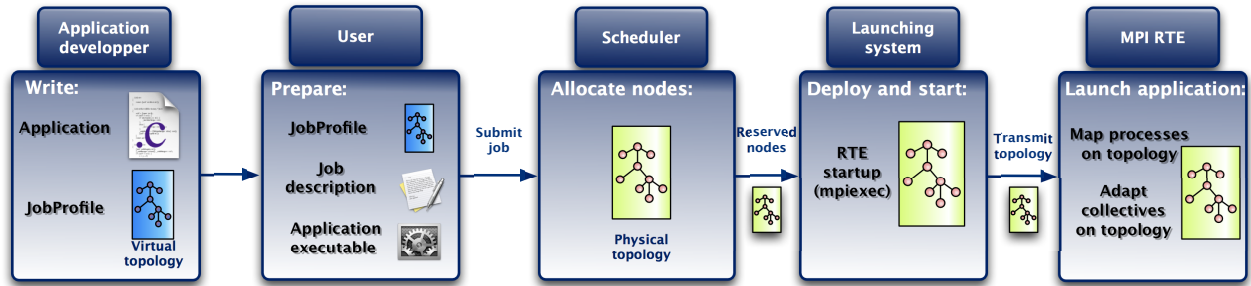 Application
developper
Write:
Application
.C
JobProfile
Virtual
topology
User
Prepare:
JobProfile
Job
description
Application
executable
Submit
job
Scheduler
Allocate nodes:
Physical
topology
Reserved
nodes
Launching
system
Deploy and start:
RTE
startup
(mpiexec)
Transmit
topology
MPI RTE
Launch application:
Map processes
on topology
Adapt
collectives
on topology